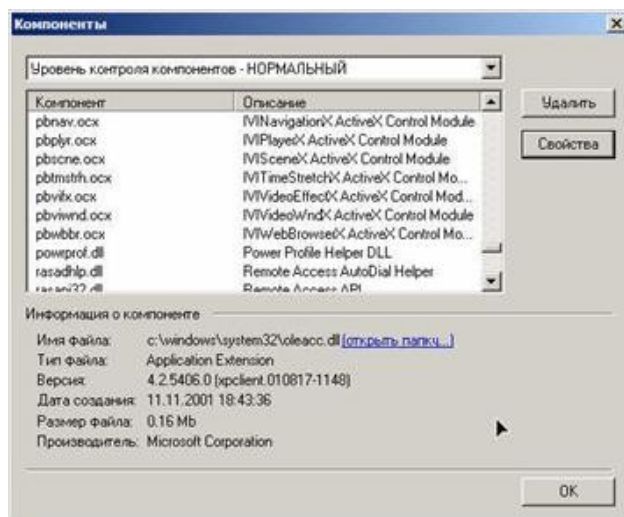 Компоненты
Уровень контроля компонентов - НОРМАЛЬНЫЙ
Компонент Описание
Удалить
pbnav.ocx IVINavigationX ActiveX Control Module
pbplyr.ocx IVIPlayerX ActiveX Control Module
Свойства
pbscne.ocx IVISceneX ActiveX Control Module
pbtmstrh.ocx IVITimeStretchX ActiveX Control Mo...
pbvifx.ocx IVIVideoEffectX ActiveX Control Mod...
pbviwnd.ocx IVIVideoWndX ActiveX Control Module
pbwbbr.ocx IVIWebBrowserX ActiveX Control Mo...
powrprof.dll Power Profile Helper DLL
rasadhlp.dll Remote Access AutoDial Helper
rasapi32.dll Remote Access API
Информация о компоненте
Имя файла: c:\windows\system32\oleacc.dll [открыть папку...]
Тип файла: Application Extension
Версия: 4.2.5406.0 (xpclient.010817-1148)
Дата создания: 11.11.2001 18:43:36
Размер файла: 0.16 Mb
Производитель: Microsoft Corporation
OK